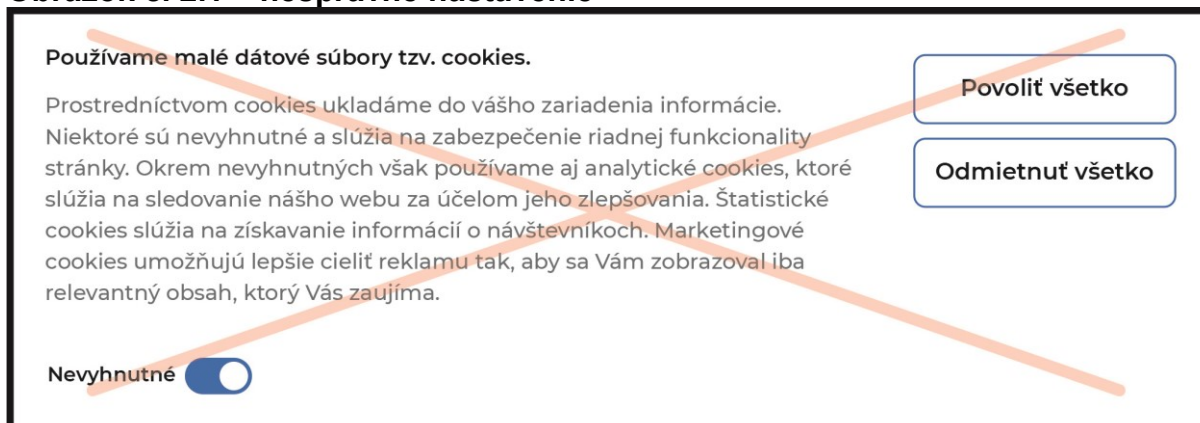 Používame malé dátové súbory tzv. cookies.
Prostredníctvom cookies ukladáme do vášho zariadenia informácie.
Niektoré sú nevyhnutné a slúžia na zabezpečenie riadnej funkcionality
stránky. Okrem nevyhnutných však používame aj analytické cookies, ktoré
slúžia na sledovanie nášho webu za účelom jeho zlepšovania. Štatistické
cookies slúžia na získavanie informácií o návštevníkoch. Marketingové
cookies umožňujú lepšie cieliť reklamu tak, aby sa Vám zobrazoval iba
relevantný obsah, ktorý Vás zaujíma.
Povoliť všetko
Odmietnuť všetko
Nevyhnutné